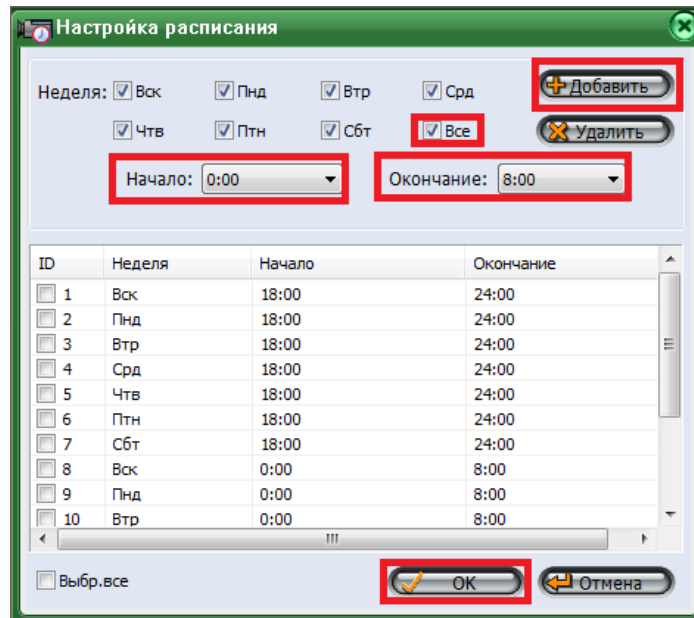 Настройка расписания
Неделя: Вск Пнд Втр Срд Добавить
Чтв Птн Сбт Все Удалить
Начало: 0:00 Окончание: 8:00
ID Неделя Начало Окончание
1 Вск 18:00 24:00
2 Пнд 18:00 24:00
3 Втр 18:00 24:00
4 Срд 18:00 24:00
5 Чтв 18:00 24:00
6 Птн 18:00 24:00
7 Сбт 18:00 24:00
8 Вск 0:00 8:00
9 Пнд 0:00 8:00
10 Втр 0:00 8:00
Выбр.все OK Отмена